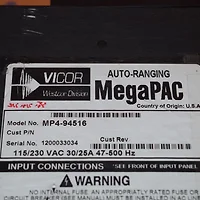 VICOR
Westcor Division
AUTO-RANGING
MegaPAC
Country of Origin: U.S.A.
Model No. MP4-94516
Cust P/N
Cust Rev
Serial No. 1200033034
115/230 VAC 30/25A 47-500 Hz
INPUT CONNECTIONS
SEE FRONT OF INPUT PANEL
WARNING